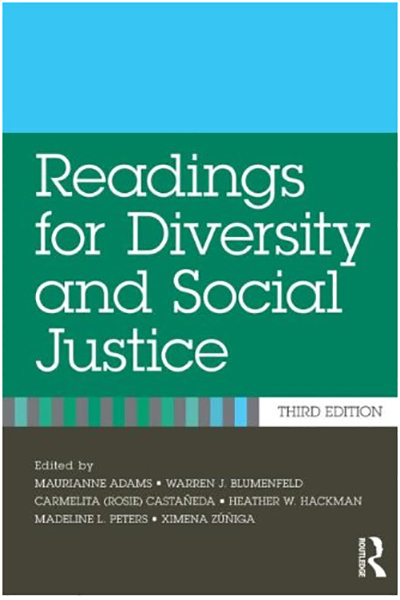 Readings
for Diversity
and Social
Justice
THIRD EDITION
Edited by
MAURIANNE ADAMS • WARREN J. BLUMENFELD
CARMELITA (ROSIE) CASTAÑEDA • HEATHER W. HACKMAN
MADELINE L. PETERS • XIMENA ZÚÑIGA
ROUTLEDGE